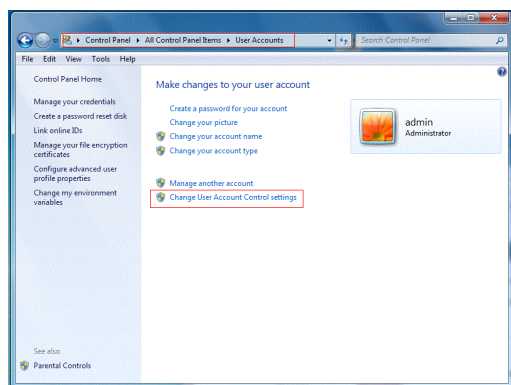 Control Panel ▸ All Control Panel Items ▸ User Accounts
Search Control Panel
File Edit View Tools Help
Control Panel Home
Manage your credentials
Create a password reset disk
Link online IDs
Manage your file encryption
certificates
Configure advanced user
profile properties
Change my environment
variables
See also
Parental Controls
Make changes to your user account
Create a password for your account
Change your picture
Change your account name
Change your account type
Manage another account
Change User Account Control settings
admin
Administrator